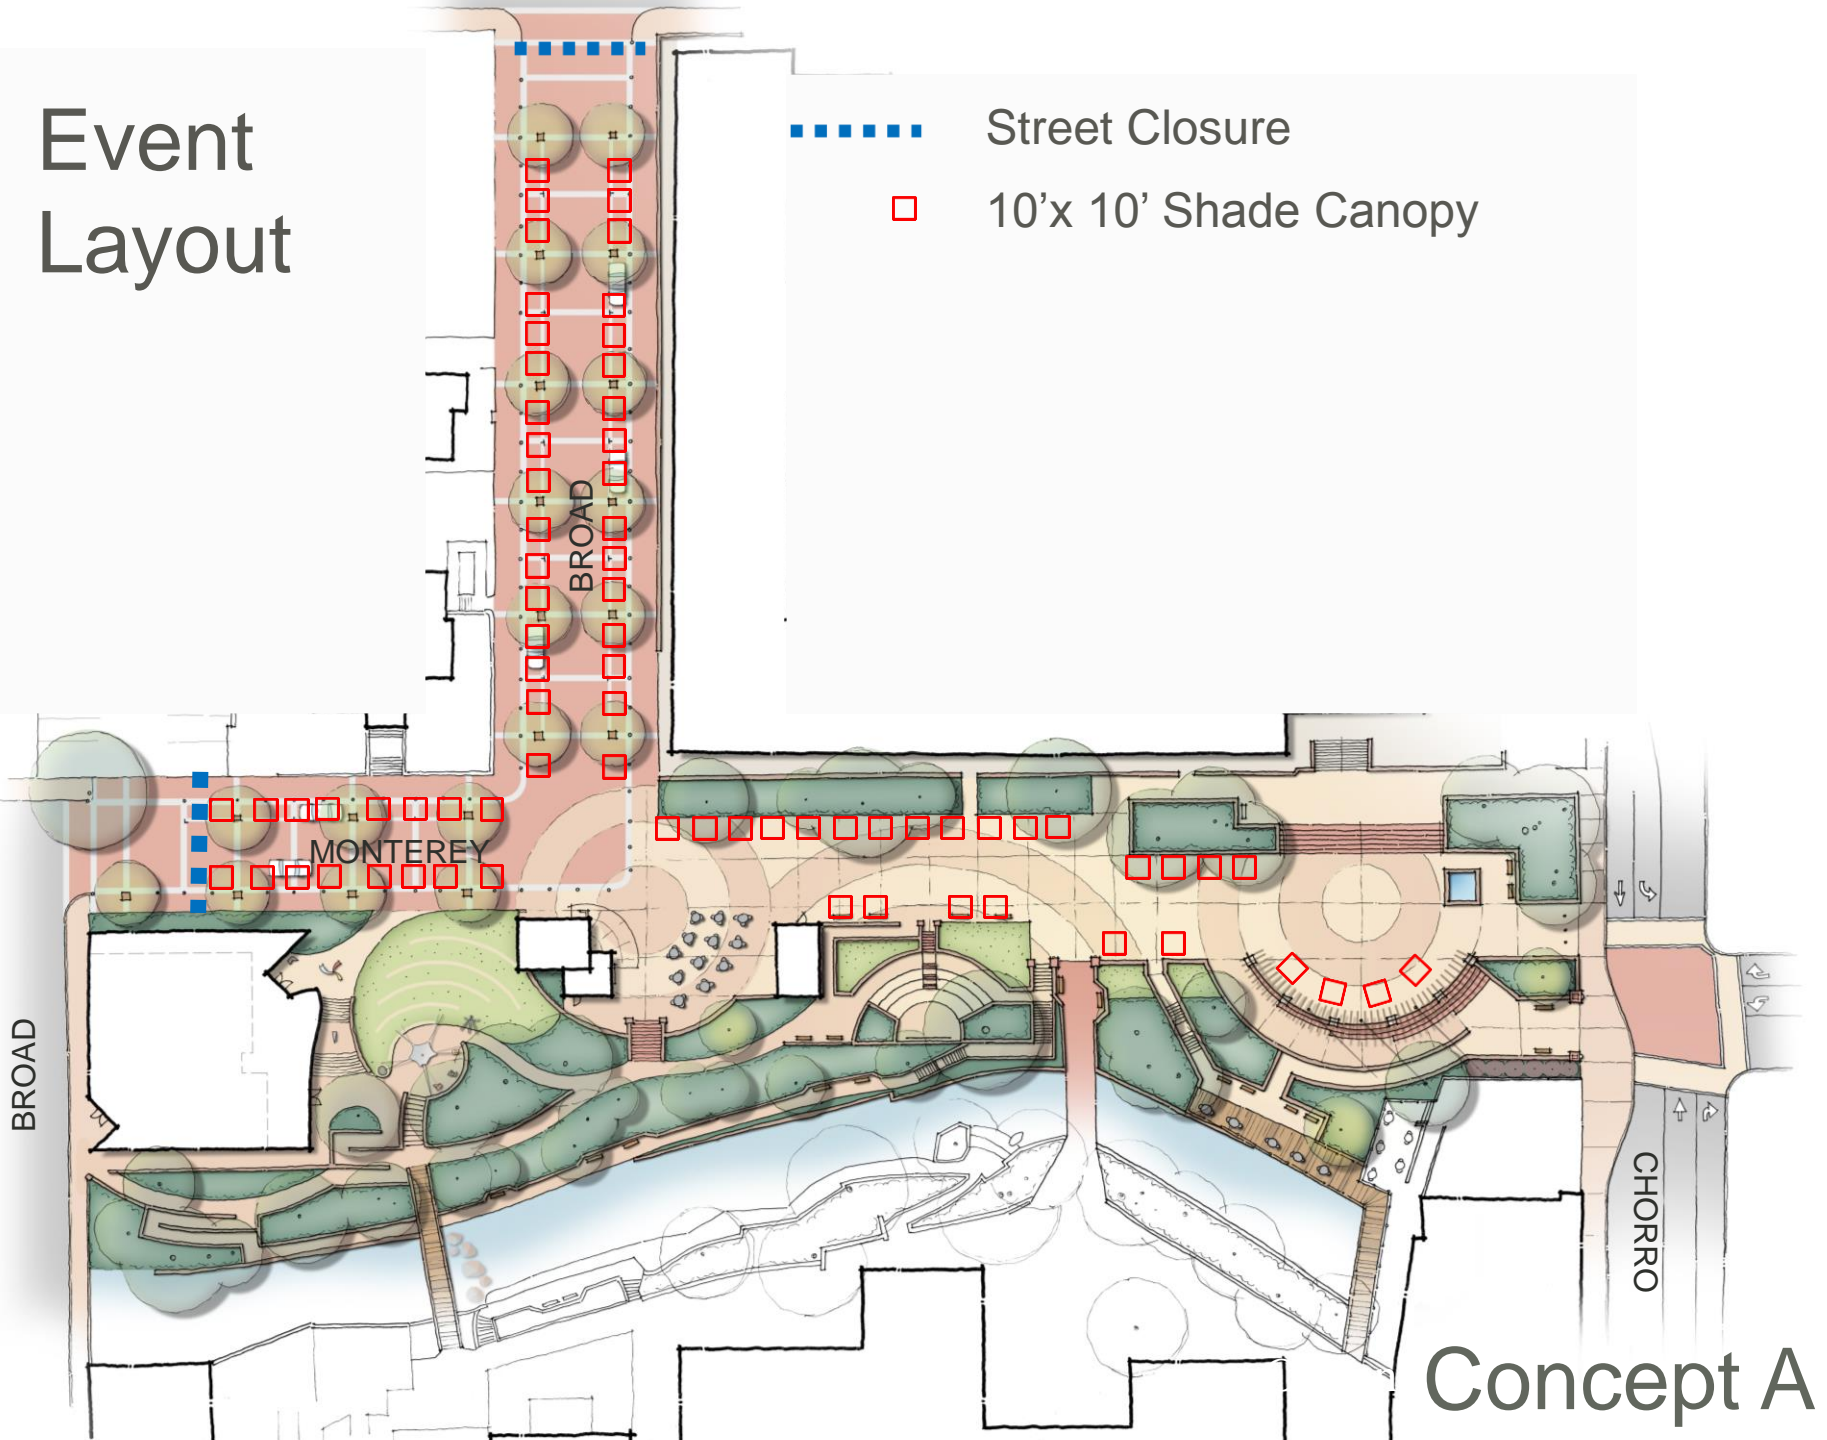 Event
Layout
Street Closure
10’x 10’ Shade Canopy
BROAD
MONTEREY
BROAD
CHORRO
Concept A